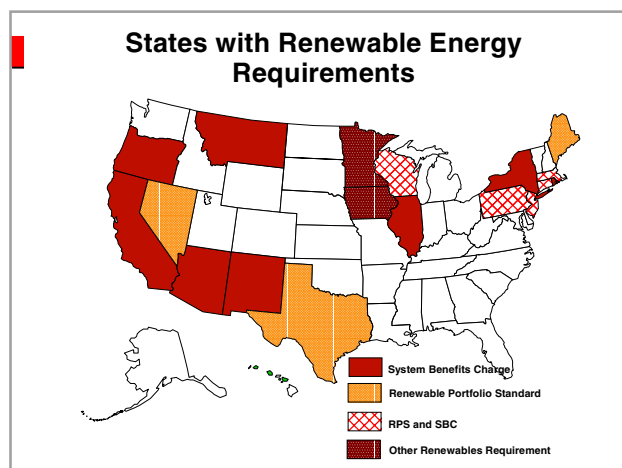 States with Renewable Energy
Requirements
System Benefits Charge
Renewable Portfolio Standard
RPS and SBC
Other Renewables Requirement